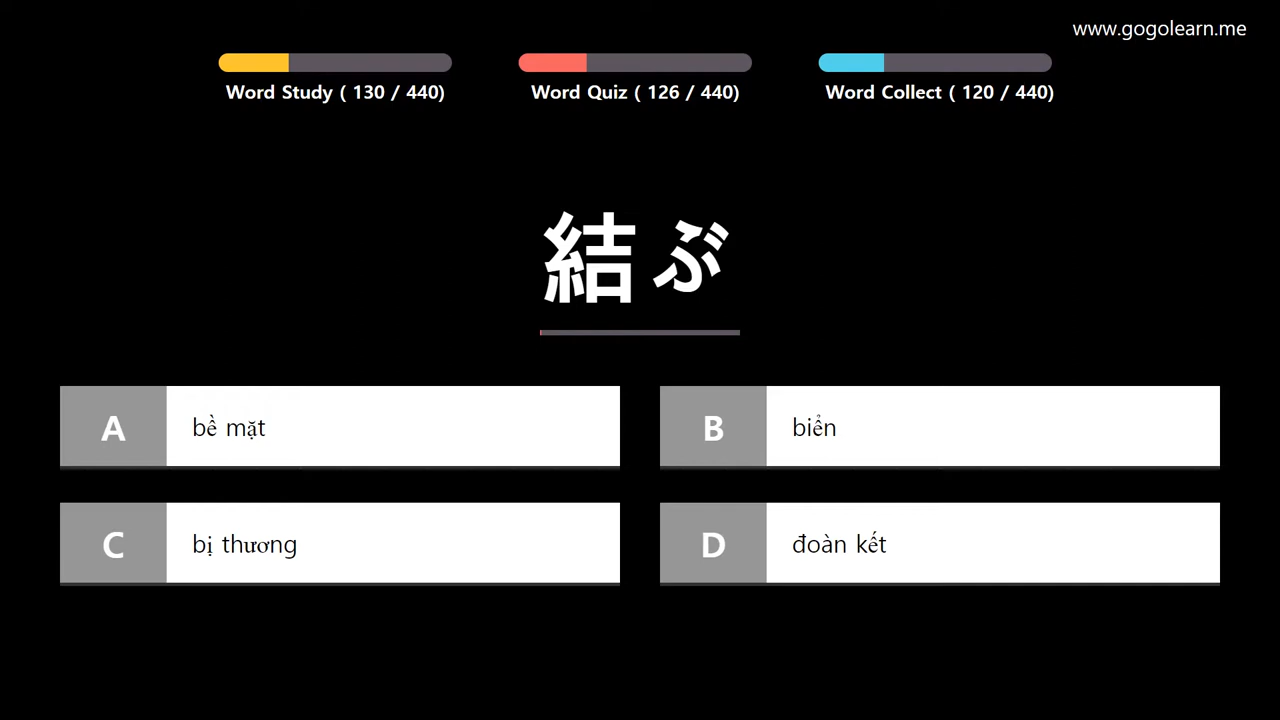 www.gogolearn.me
Word Study ( 130 / 440)
Word Quiz ( 126 / 440)
Word Collect ( 120 / 440)
結ぶ
A bề mặt
B biển
C bị thương
D đoàn kết